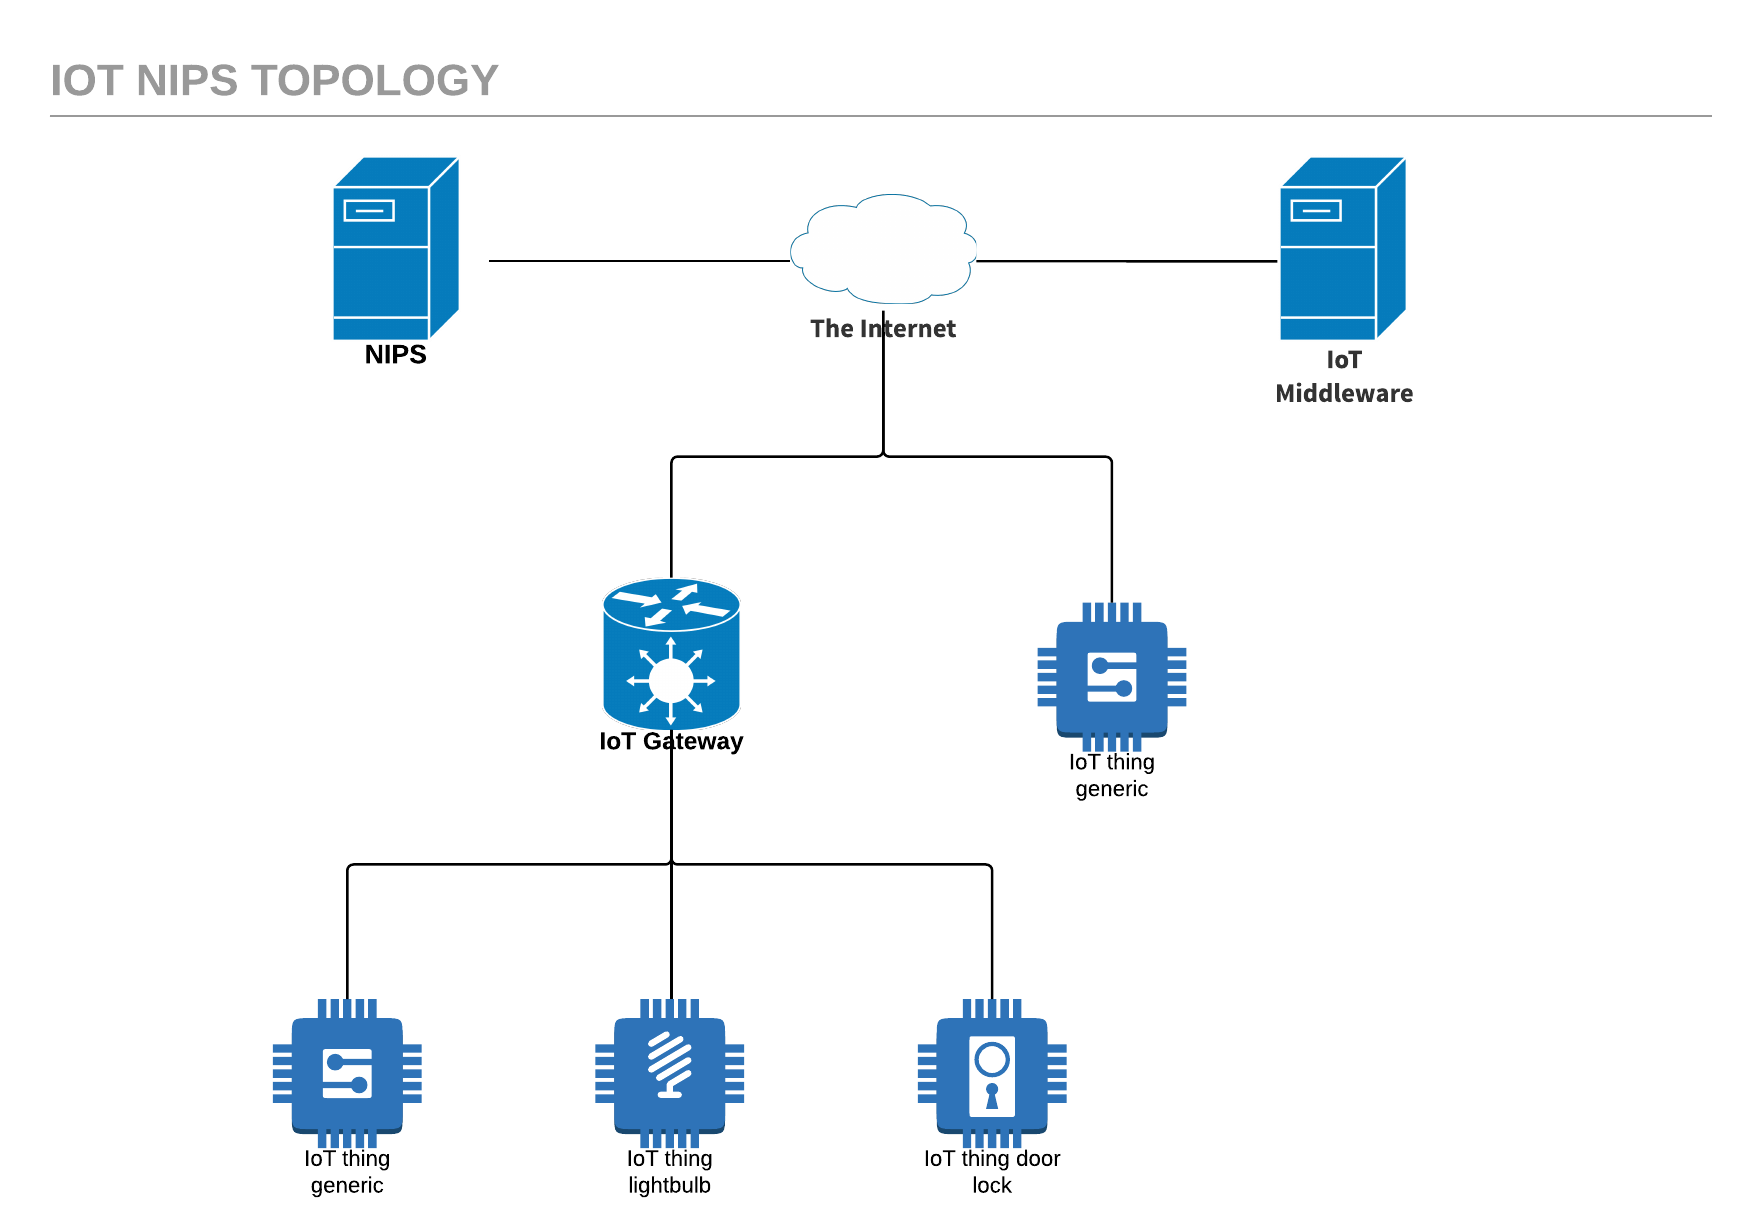 IOT NIPS TOPOLOGY
The Internet
NIPS
IoT
Middleware
IoT Gateway
IoT thing
generic
IoT thing
generic
IoT thing
lightbulb
IoT thing door
lock